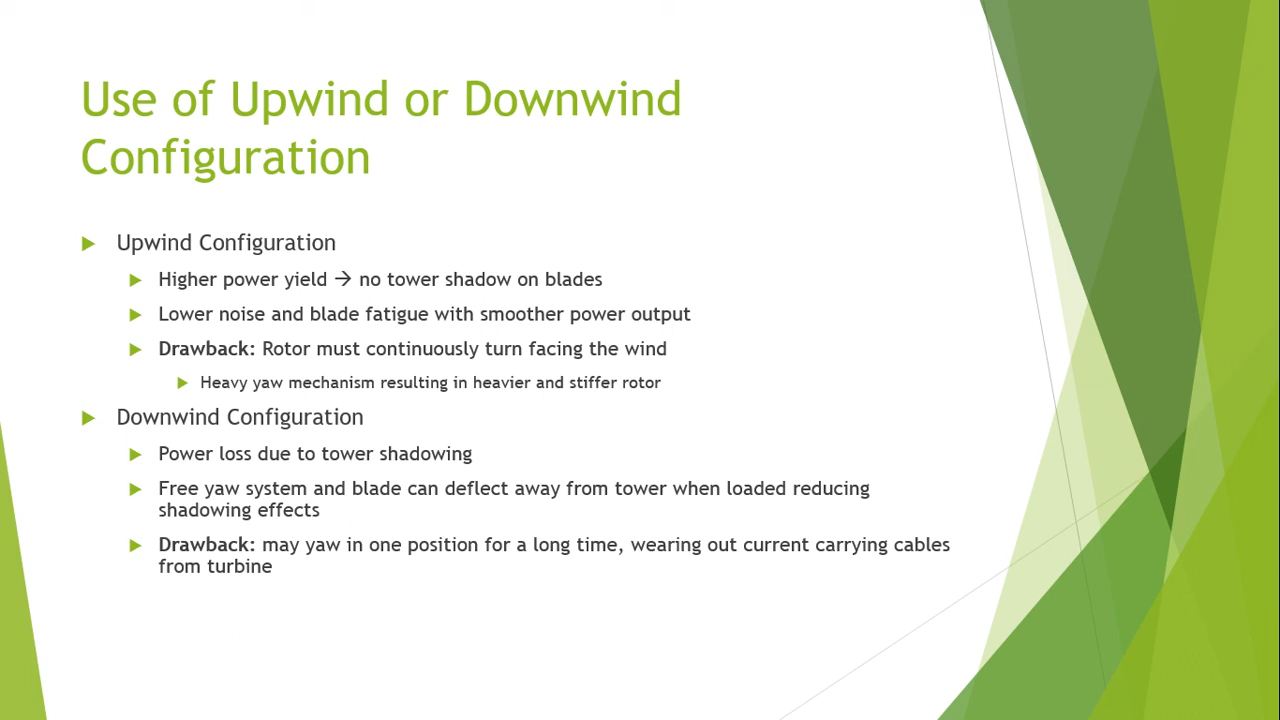 Use of Upwind or Downwind
Configuration
Upwind Configuration
Higher power yield → no tower shadow on blades
Lower noise and blade fatigue with smoother power output
Drawback: Rotor must continuously turn facing the wind
Heavy yaw mechanism resulting in heavier and stiffer rotor
Downwind Configuration
Power loss due to tower shadowing
Free yaw system and blade can deflect away from tower when loaded reducing
shadowing effects
Drawback: may yaw in one position for a long time, wearing out current carrying cables
from turbine